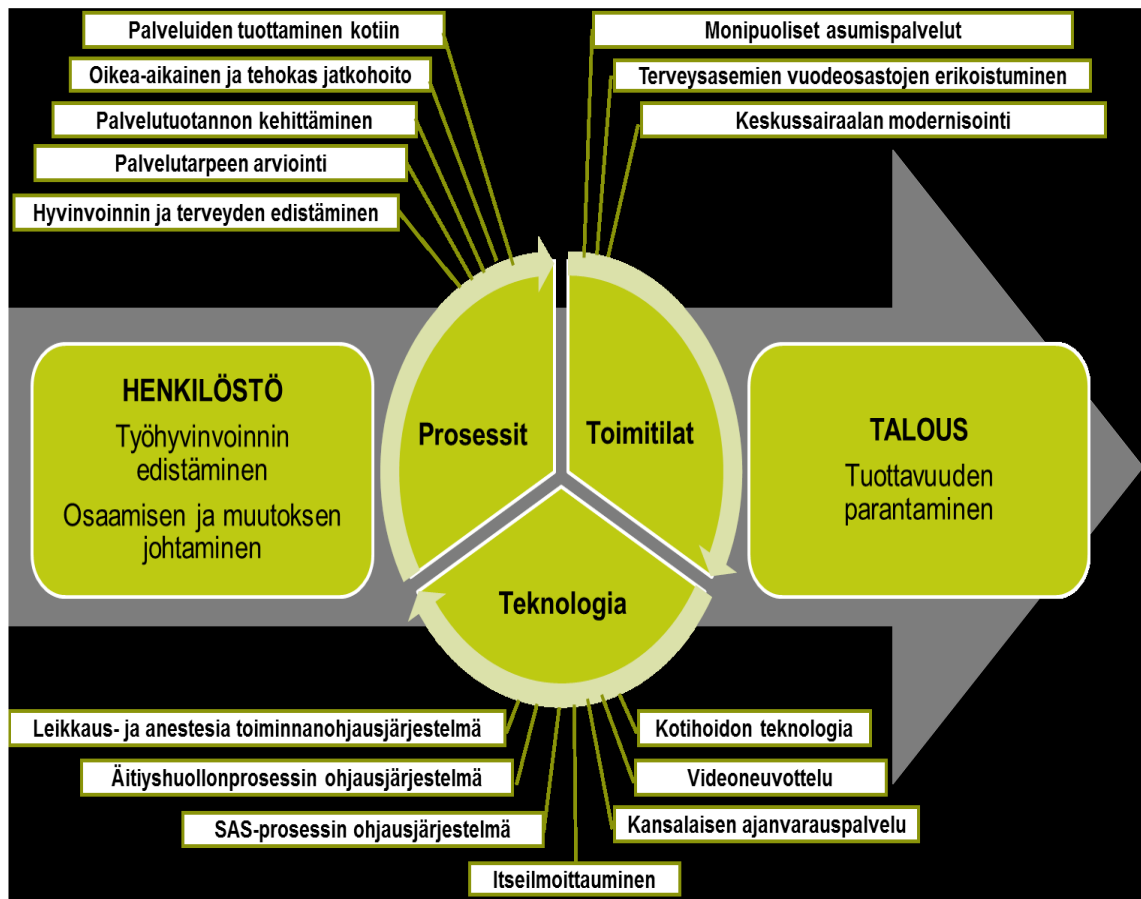 Palveluiden tuottaminen kotiin
Oikea-aikainen ja tehokas jatkohoito
Palvelutuotannon kehittäminen
Palvelutarpeen arviointi
Hyvinvoinnin ja terveyden edistäminen
Monipuoliset asumispalvelut
Terveysasemien vuodeosastojen erikoistuminen
Keskussairaalan modernisointi
HENKILÖSTÖ
Työhyvinvoinnin
edistäminen
Osaamisen ja muutoksen
johtaminen
Prosessit
Toimitilat
Teknologia
TALOUS
Tuottavuuden
parantaminen
Leikkaus- ja anestesia toiminnanohjausjärjestelmä
Äitiyshuollonprosessin ohjausjärjestelmä
SAS-prosessin ohjausjärjestelmä
Itseilmoittauminen
Kotihoidon teknologia
Videoneuvottelu
Kansalaisen ajanvarauspalvelu